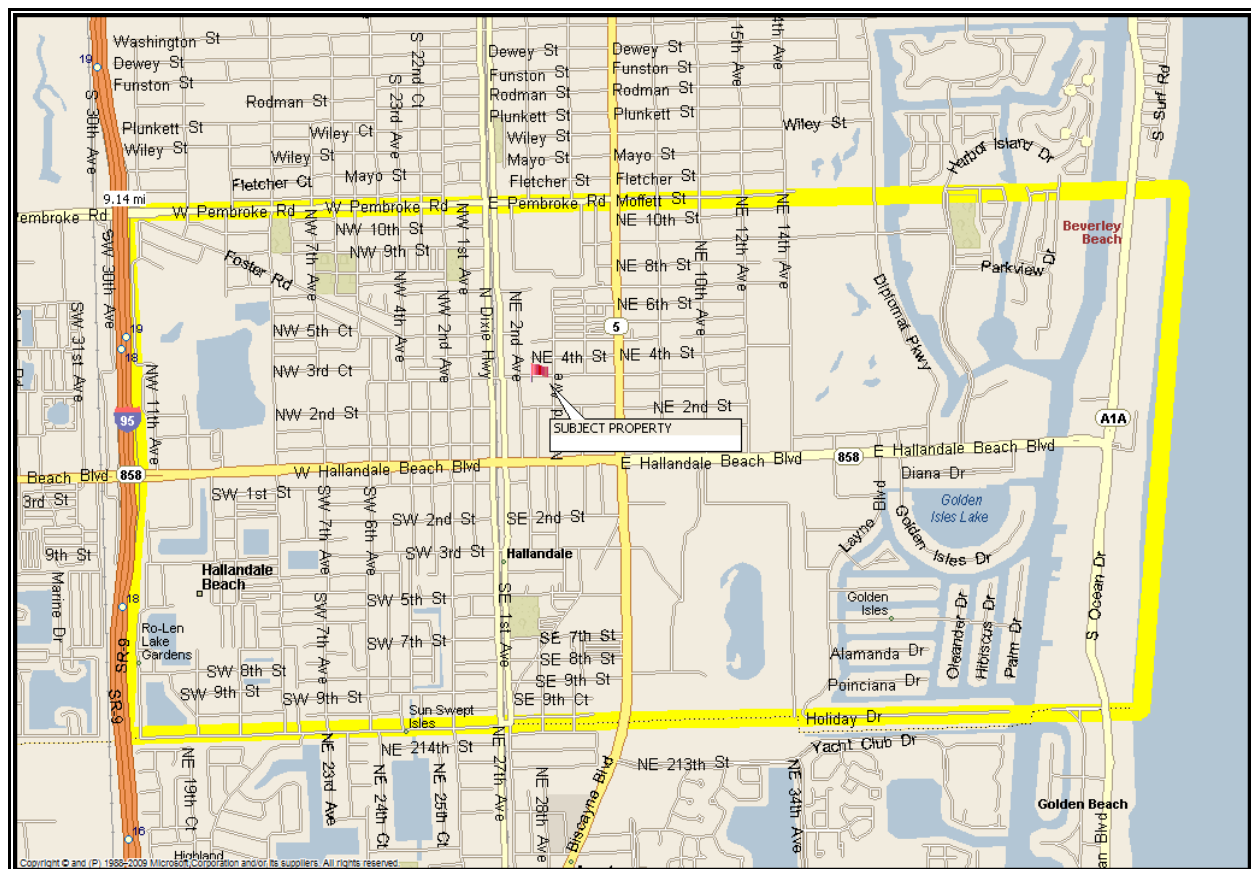 Washington St
Dewey St
Funston St
19
S 30th Ave
Rodman St
Plunkett St
Wiley St
Wiley Ct
Wiley St
Mayo St
Fletcher Ct
S 22nd Ct
S 23rd Ave
Dewey St
Funston St
Rodman St
Plunkett St
Wiley St
Mayo St
Fletcher St
Dewey St
Funston St
Rodman St
Plunkett St
Mayo St
Fletcher St
Moffett St
15th Ave
4th Ave
Wiley St
Harbor Island Dr
S Surf Rd
9.14 mi
Pembroke Rd
W Pembroke Rd
W Pembroke Rd
E Pembroke Rd
NW 10th St
NW 9th St
NW 7th Ave
NW 1st Ave
NE 10th St
NE 12th Ave
NE 14th Ave
Beverley
Beach
Parkview Dr
SW 30th Ave
SW 31st Ave
Foster Rd
NW 4th Ave
NW 2nd Ave
N Dixie Hwy
NE 2nd Ave
NE 8th St
NE 10th Ave
NE 6th St
Diplomat Pkwy
5
19
18
NW 5th Ct
NE 4th St
NE 4th St
NW 3rd Ct
NW 11th Ave
NW 2nd St
NE 2nd St
SUBJECT PROPERTY
95
A1A
Beach Blvd
858
W Hallandale Beach Blvd
E Hallandale Beach Blvd
858
E Hallandale Beach Blvd
Diana Dr
3rd St
SW 1st St
SW 7th Ave
SW 6th Ave
SW 2nd St
SE 2nd St
Layne Blvd
Golden
Isles Lake
Golden Isles Dr
9th St
SW 3rd St
Hallandale
Hallandale
Beach
Marine Dr
18
SW 5th St
SW 7th Ave
SE 1st Ave
Golden
Isles
Oleander Dr
Hibiscus Dr
Palm Dr
S Ocean Dr
Ro-Len
Lake
Gardens
SR-9
SR-9
SW 7th St
SE 7th St
SE 8th St
SE 9th St
SE 9th Ct
Alamanda Dr
Poinciana Dr
SW 8th St
SW 9th St
SW 9th St
Sun Swept
Isles
Holiday Dr
Yacht Club Dr
NE 214th St
NE 213th St
NE 19th Ct
NE 23rd Ave
NE 24th Ct
NE 25th Ct
NE 27th Ave
NE 28th Ave
Biscayne Blvd
NE 34th Ave
Golden Beach
an Blvd
16
Highland
Copyright © and (P) 1988–2009 Microsoft Corporation and/or its suppliers. All rights reserved.